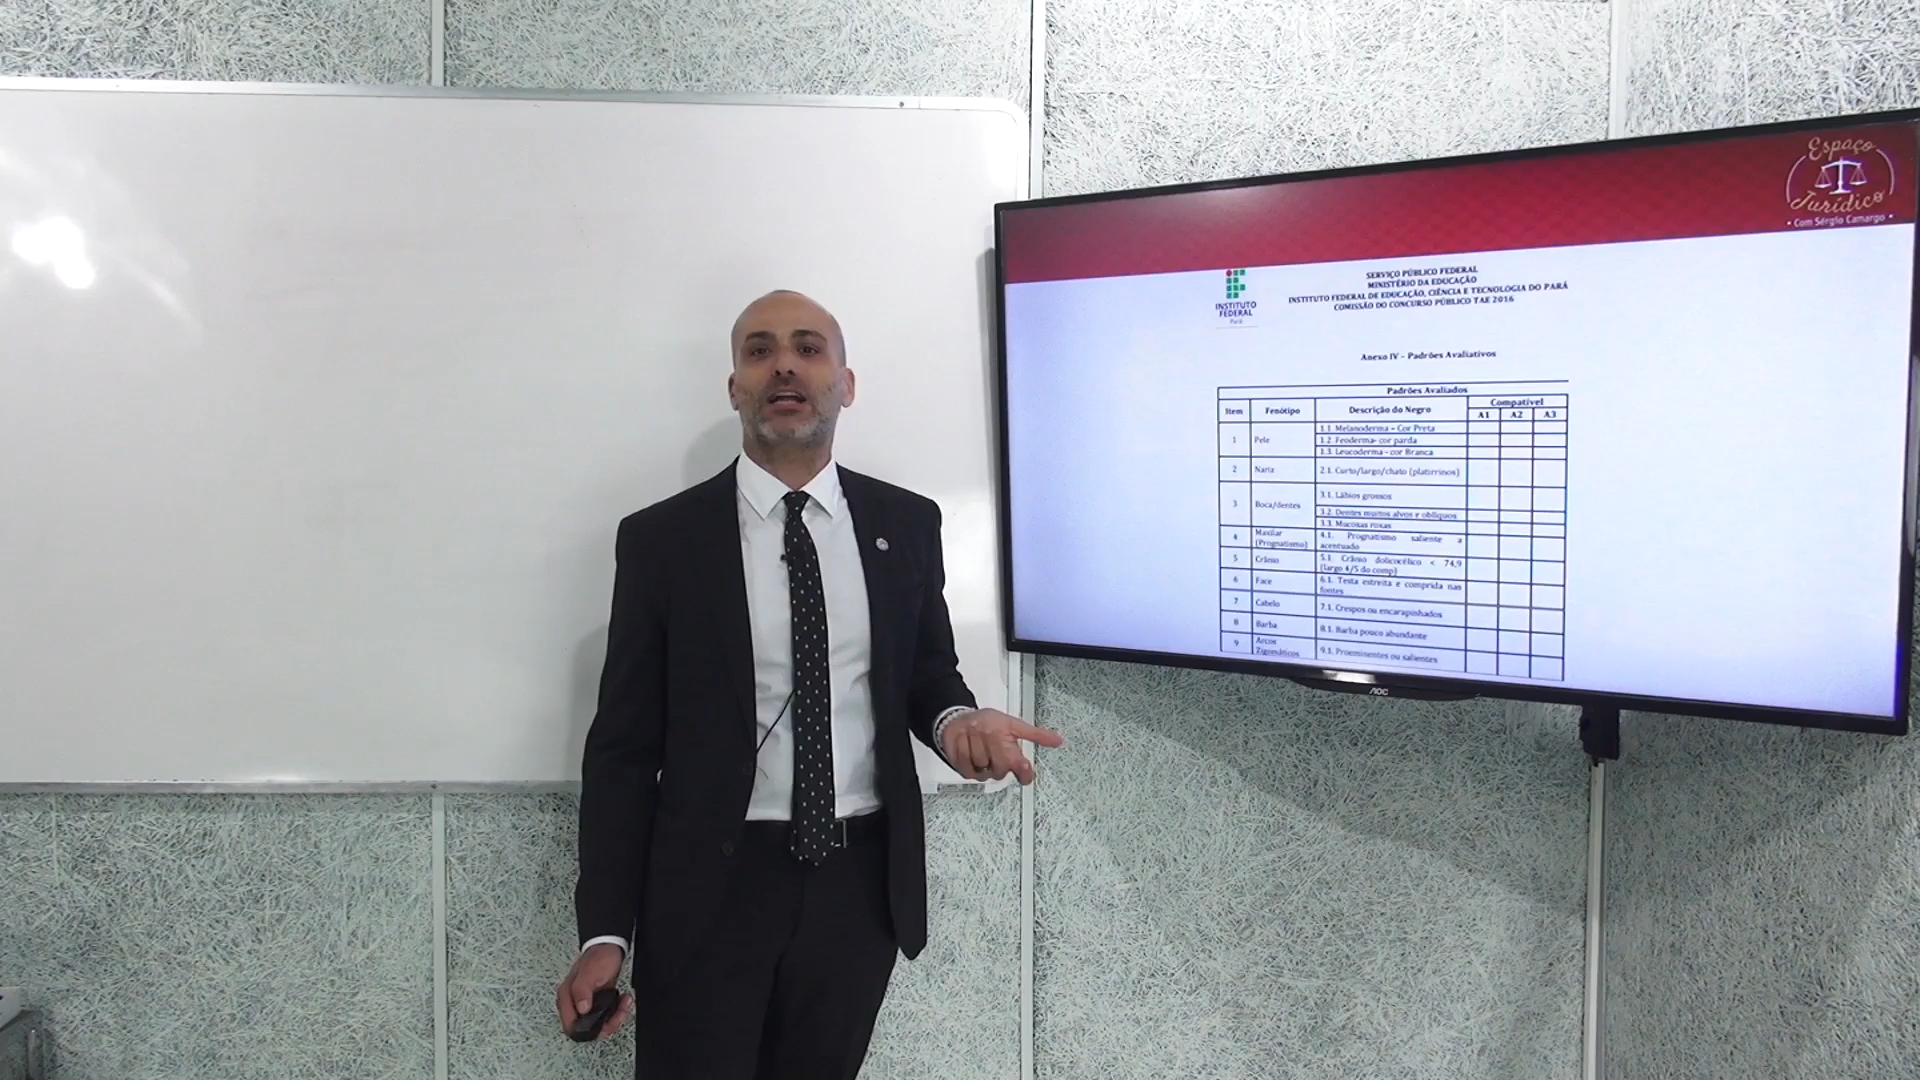 Espaço
Jurídico
• Com Sérgio Camargo •
INSTITUTO
FEDERAL
Pará
SERVIÇO PÚBLICO FEDERAL
MINISTÉRIO DA EDUCAÇÃO
INSTITUTO FEDERAL DE EDUCAÇÃO, CIÊNCIA E TECNOLOGIA DO PARÁ
COMISSÃO DO CONCURSO PÚBLICO TAE 2016
Anexo IV – Padrões Avaliativos
Padrões Avaliados
Item Fenótipo Descrição do Negro Compatível
A1 A2 A3
1 Pele 1.1 Melanoderma – Cor Preta
1.2. Feoderma- cor parda
1.3. Leucoderma – cor Branca
2 Nariz 2.1. Curto/largo/chato (platirrinos)
3 Boca/dentes 3.1. Lábios grossos
3.2. Dentes muitos alvos e oblíquos
3.3. Mucosas roxas
4 Maxilar (Prognatismo) 4.1. Prognatismo saliente a
acentuado
5 Crânio 5.1. Crânio dolicocélico < 74,9
(largo 4/5 do comp)
6 Face 6.1. Testa estreita e comprida nas
fontes
7 Cabelo 7.1. Crespos ou encarapinhados
8 Barba 8.1. Barba pouco abundante
9 Arcos Zigomáticos 9.1. Proeminentes ou salientes
AOC